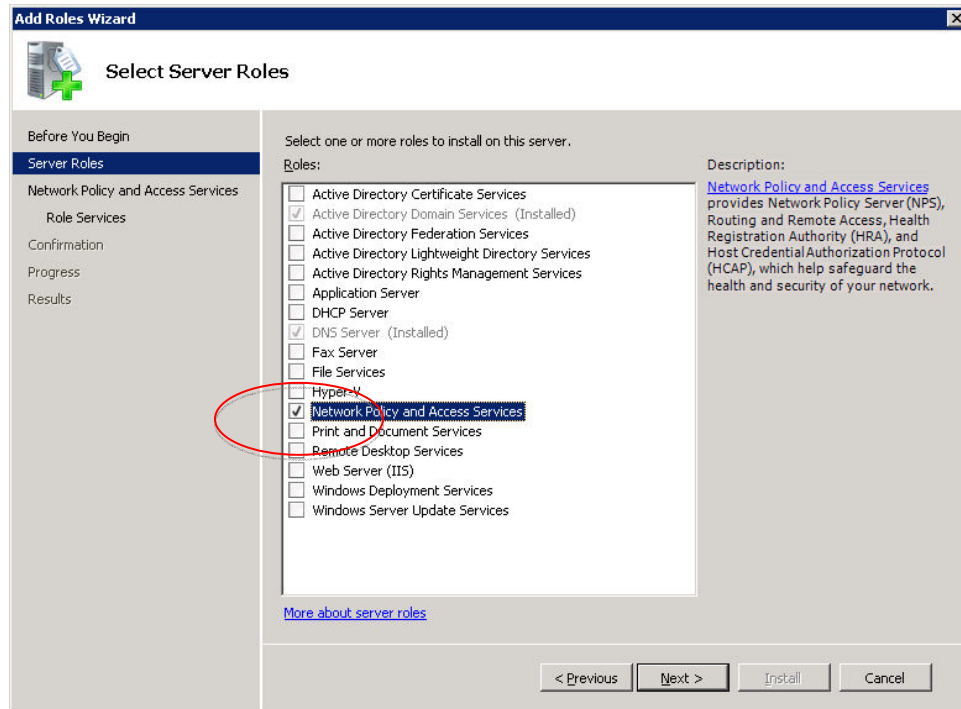 Add Roles Wizard
Select Server Roles
Before You Begin
Server Roles
Network Policy and Access Services
Role Services
Confirmation
Progress
Results
Select one or more roles to install on this server.
Roles:
Active Directory Certificate Services
Active Directory Domain Services (Installed)
Active Directory Federation Services
Active Directory Lightweight Directory Services
Active Directory Rights Management Services
Application Server
DHCP Server
DNS Server (Installed)
Fax Server
File Services
Hyper-V
Network Policy and Access Services
Print and Document Services
Remote Desktop Services
Web Server (IIS)
Windows Deployment Services
Windows Server Update Services
More about server roles
Description:
Network Policy and Access Services
provides Network Policy Server (NPS),
Routing and Remote Access, Health
Registration Authority (HRA), and
Host Credential Authorization Protocol
(HCAP), which help safeguard the
health and security of your network.
< Previous
Next >
Install
Cancel